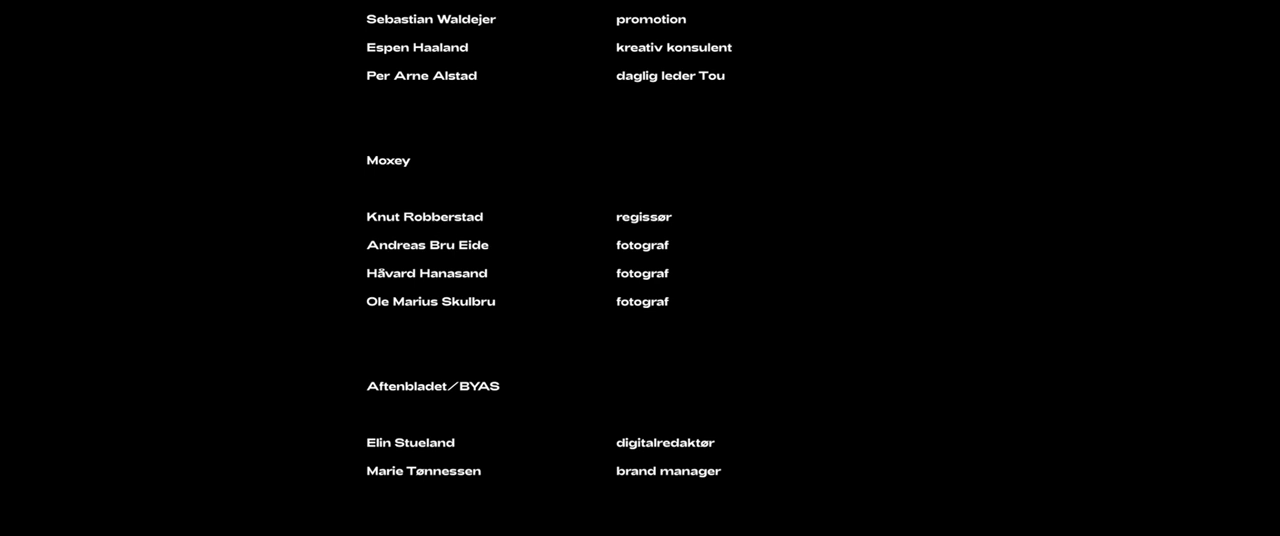 Sebastian Waldejer promotion
Espen Haaland kreativ konsulent
Per Arne Alstad daglig leder Tou
Moxey
Knut Robberstad regissør
Andreas Bru Eide fotograf
Håvard Hanasand fotograf
Ole Marius Skulbru fotograf
Aftenbladet/BYAS
Elin Stueland digitalredaktør
Marie Tønnessen brand manager